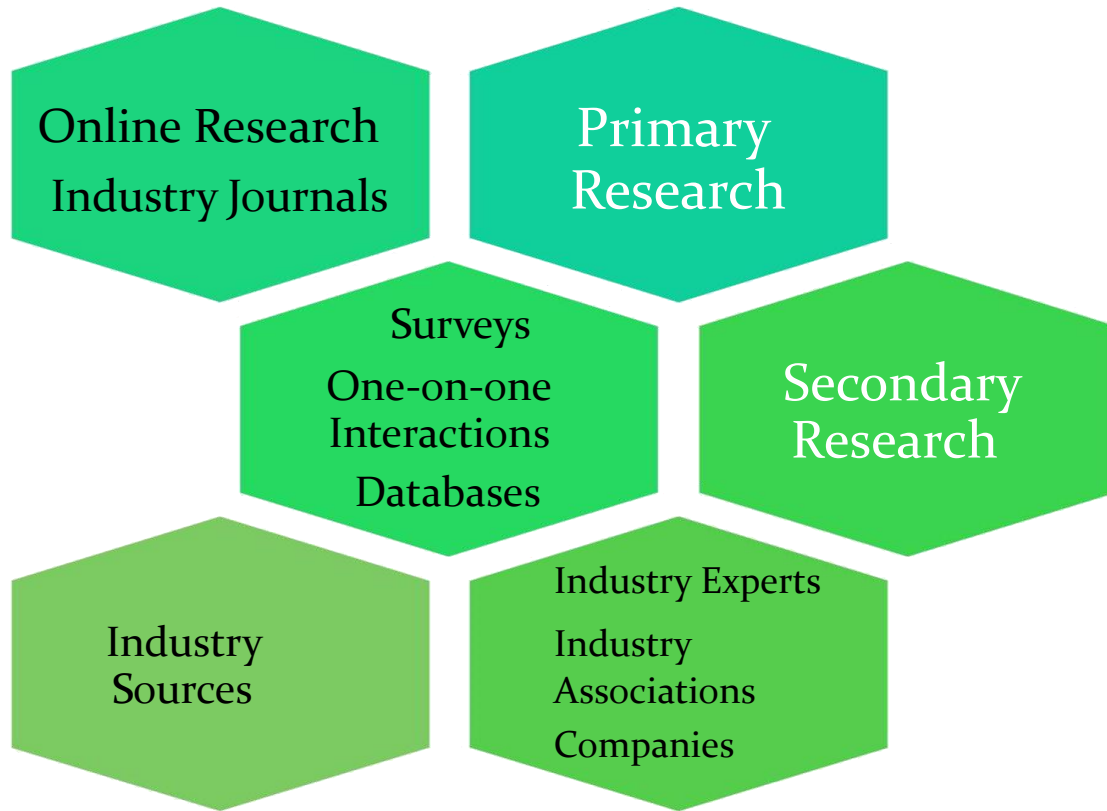 Online Research
Industry Journals
Primary
Research
Surveys
One-on-one
Interactions
Databases
Secondary
Research
Industry
Sources
Industry Experts
Industry
Associations
Companies